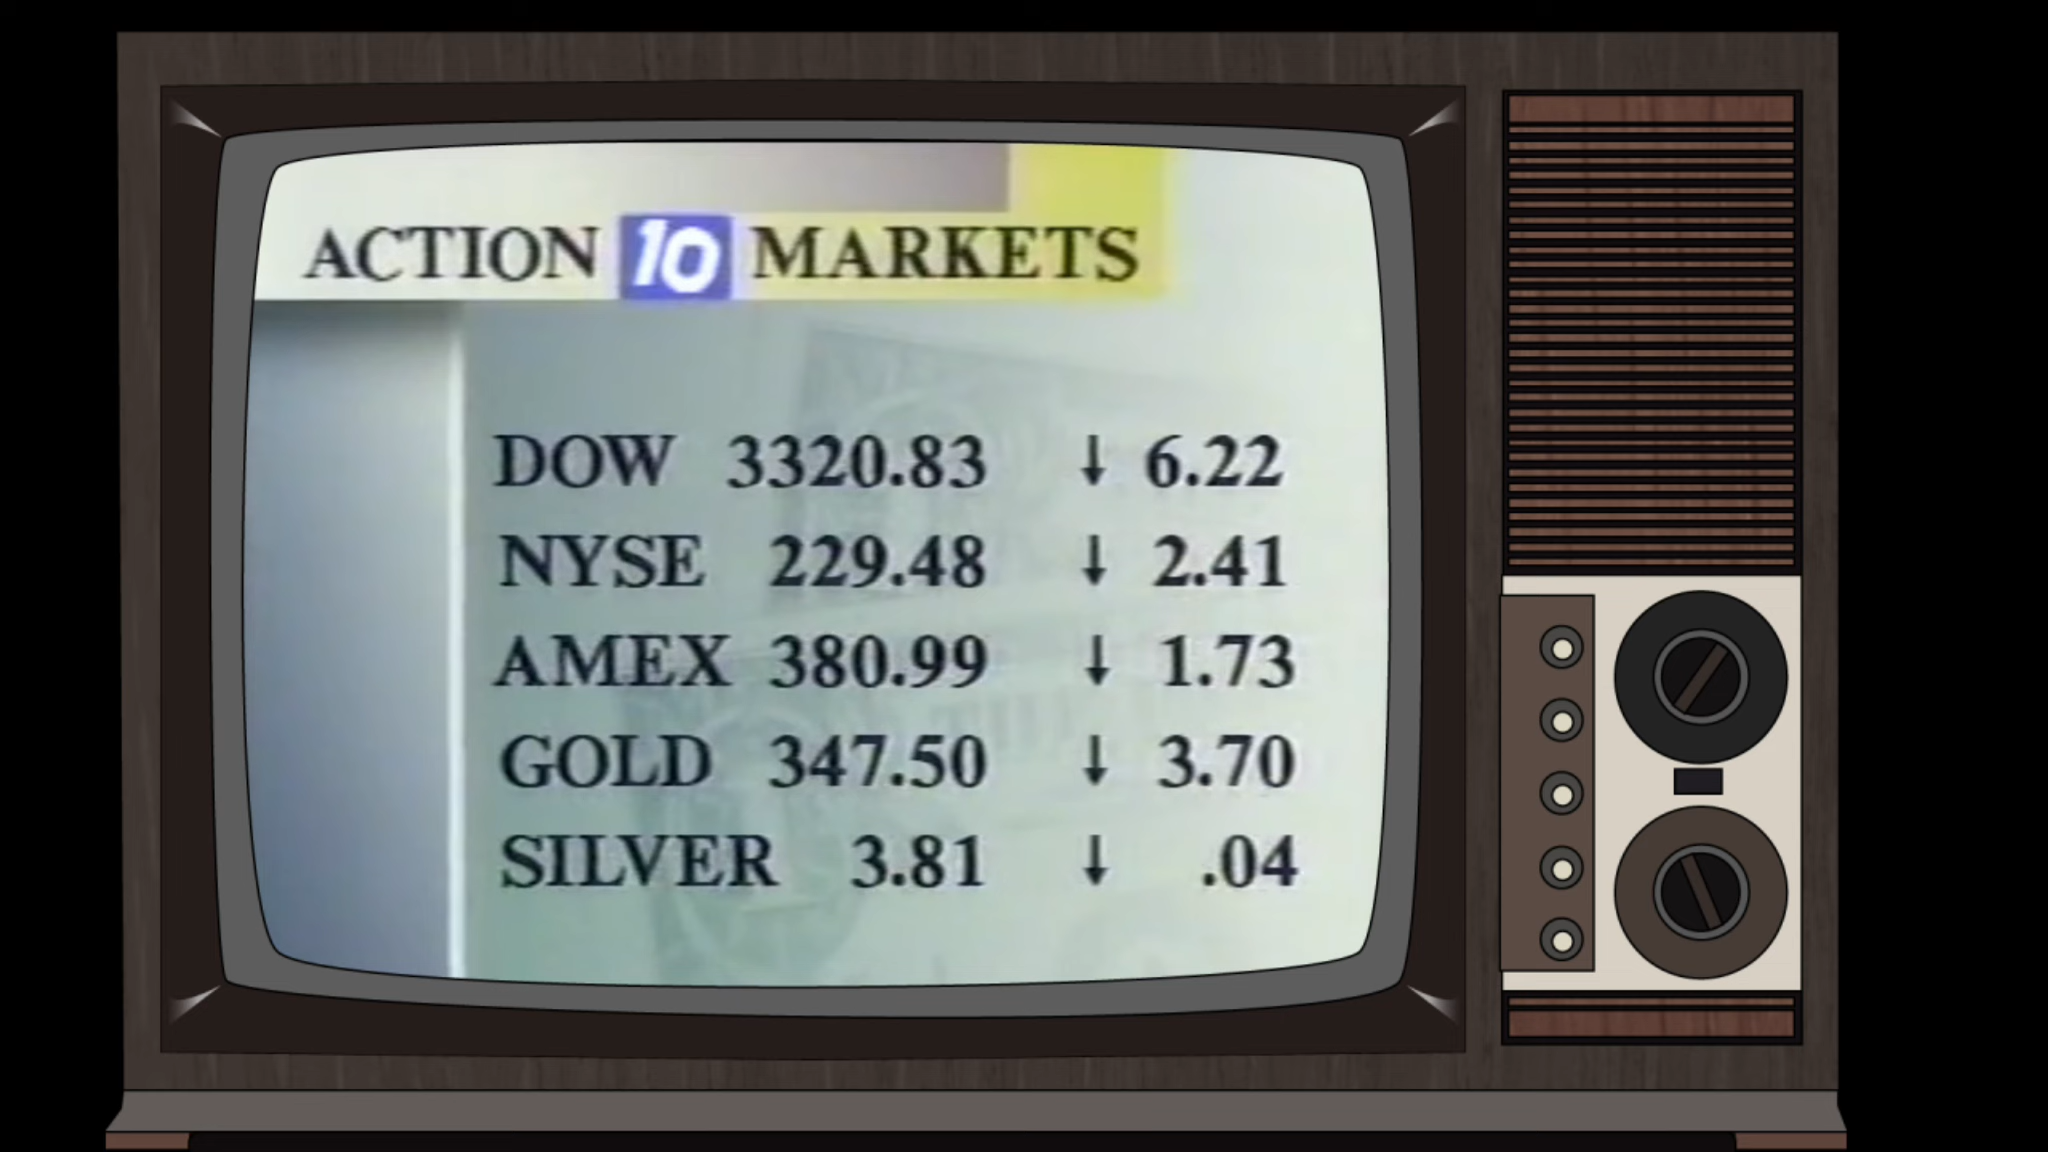 ACTION 10 MARKETS
DOW 3320.83 ↓ 6.22
NYSE 229.48 ↓ 2.41
AMEX 380.99 ↓ 1.73
GOLD 347.50 ↓ 3.70
SILVER 3.81 ↓ .04